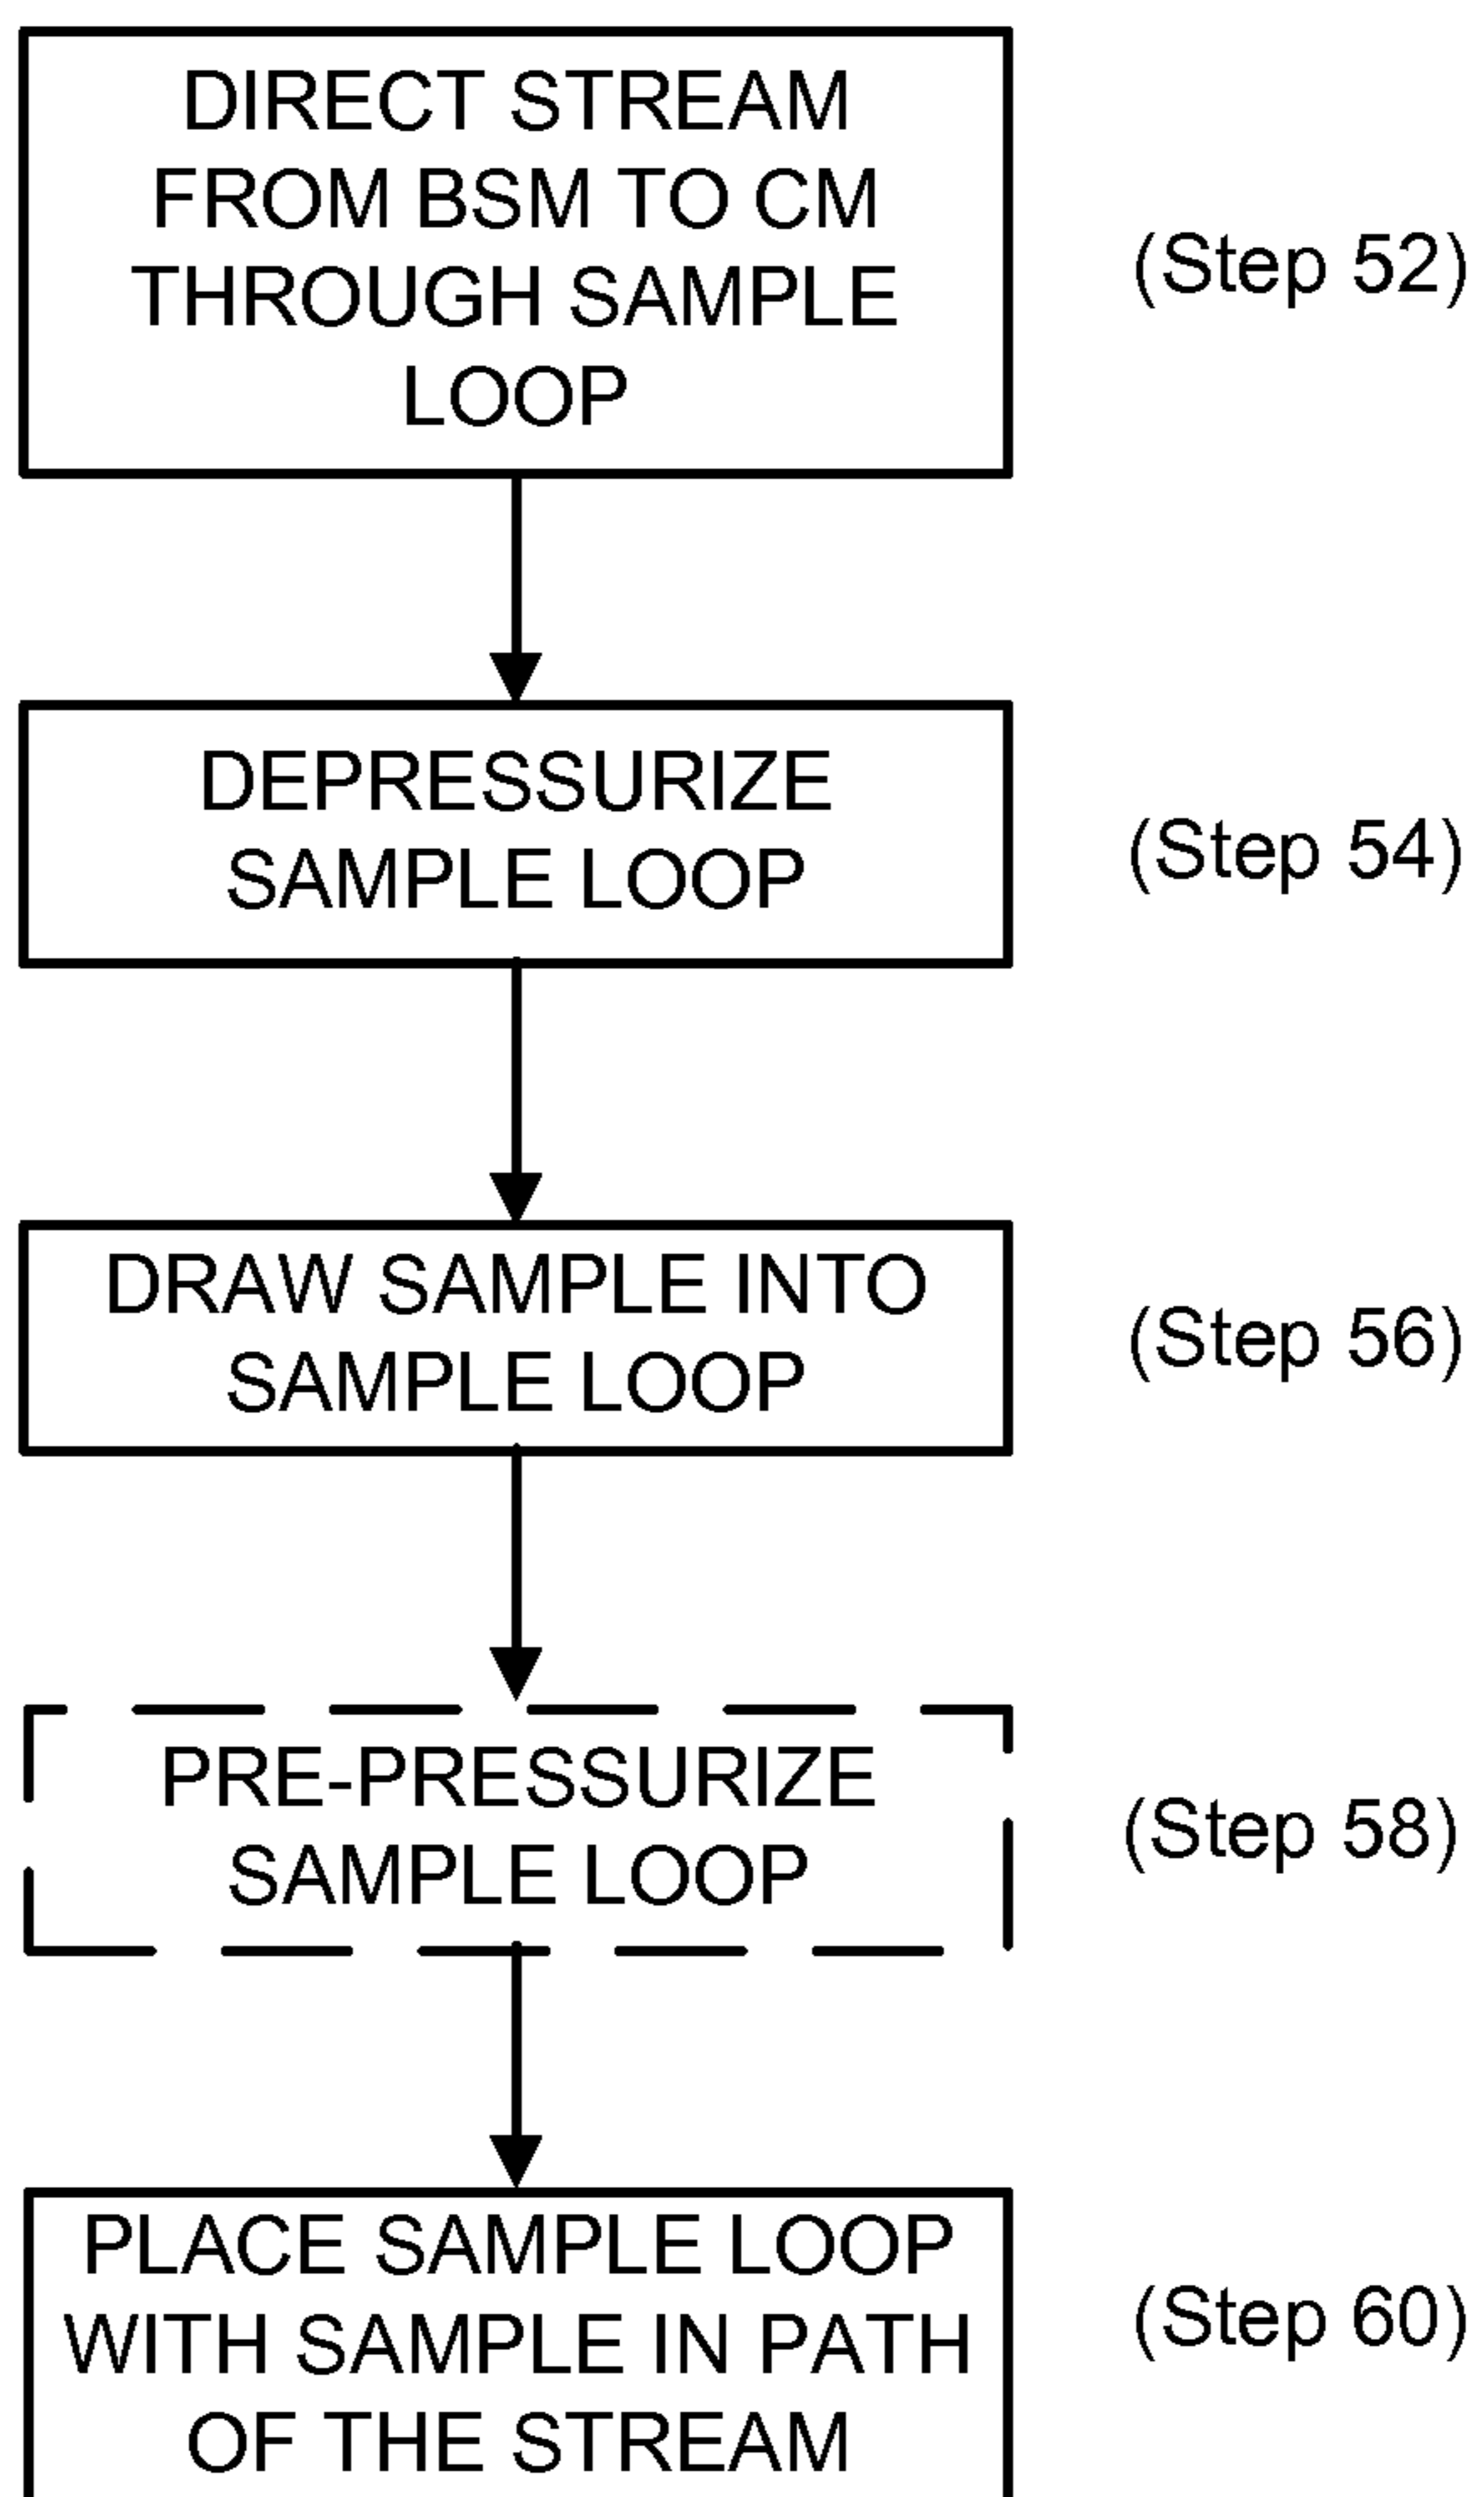 DIRECT STREAM
FROM BSM TO CM
THROUGH SAMPLE
LOOP
(Step 52)
DEPRESSURIZE
SAMPLE LOOP
(Step 54)
DRAW SAMPLE INTO
SAMPLE LOOP
(Step 56)
PRE-PRESSURIZE
SAMPLE LOOP
(Step 58)
PLACE SAMPLE LOOP
WITH SAMPLE IN PATH
OF THE STREAM
(Step 60)